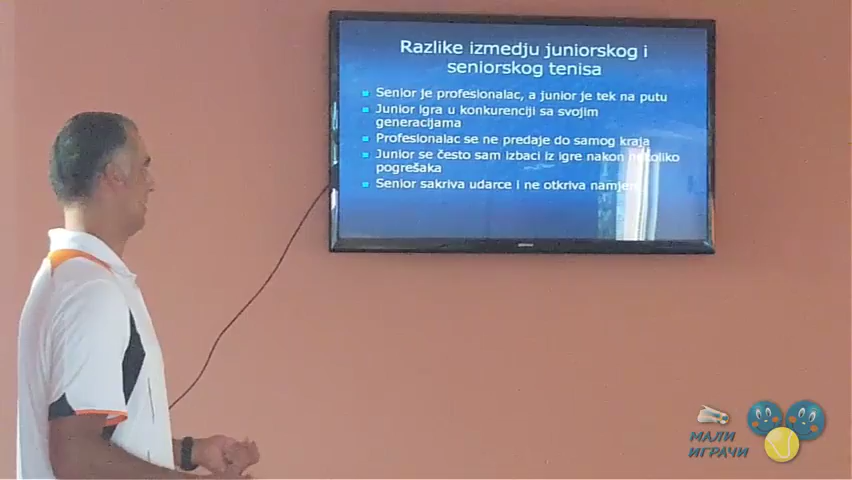 Razlike izmedju juniorskog i
seniorskog tenisa
Senior je profesionalac, a junior je tek na putu
Junior igra u konkurenciji sa svojim
generacijama
Profesionalac se ne predaje do samog kraja
Junior se često sam izbaci iz igre nakon nekoliko
pogrešaka
Senior sakriva udarce i ne otkriva
МАЛИ
ИГРАЧИ